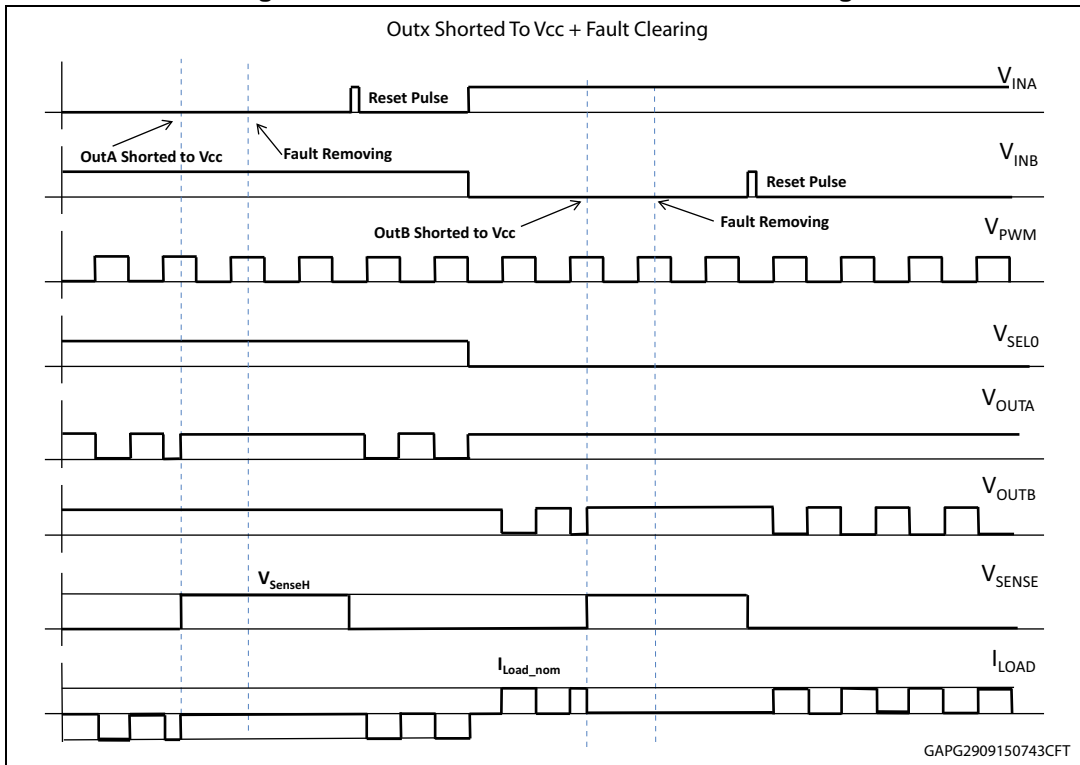 Outx Shorted To Vcc + Fault Clearing
VINA
Reset Pulse
OutA Shorted to Vcc
Fault Removing
VINB
Reset Pulse
OutB Shorted to Vcc
Fault Removing
VPWM
VSEL0
VOUTA
VOUTB
VSenseH
VSENSE
ILoad_nom
ILOAD
GAPG2909150743CFT